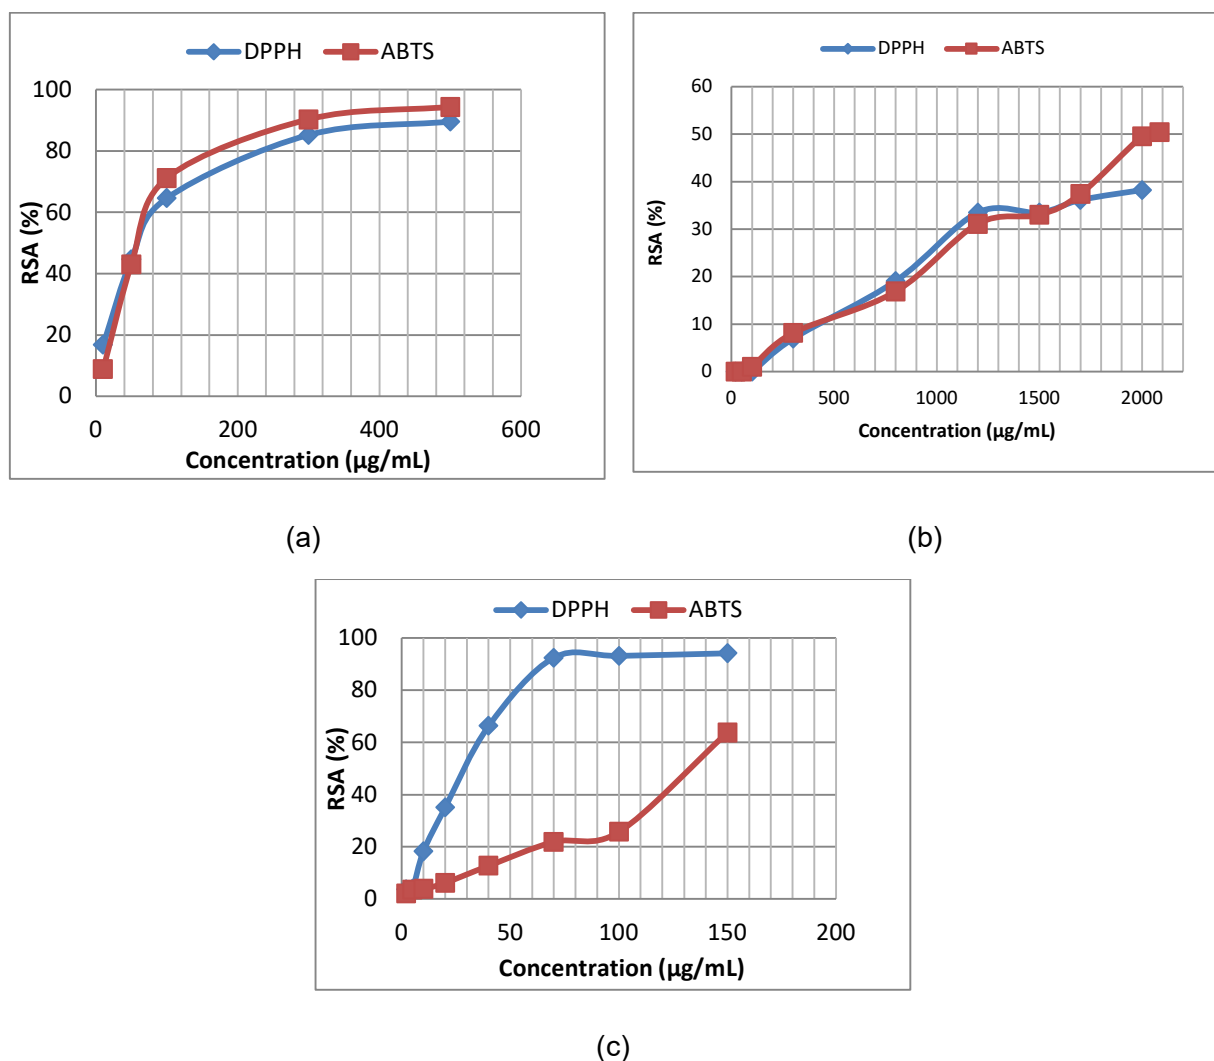 DPPH ABTS
100
80
60
40
20
0
RSA (%)
0 200 400 600
Concentration (µg/mL)
(a)
DPPH ABTS
60
50
40
30
20
10
0
RSA (%)
0 500 1000 1500 2000
Concentration (µg/mL)
(b)
DPPH ABTS
100
80
60
40
20
0
RSA (%)
0 50 100 150 200
Concentration (µg/mL)
(c)